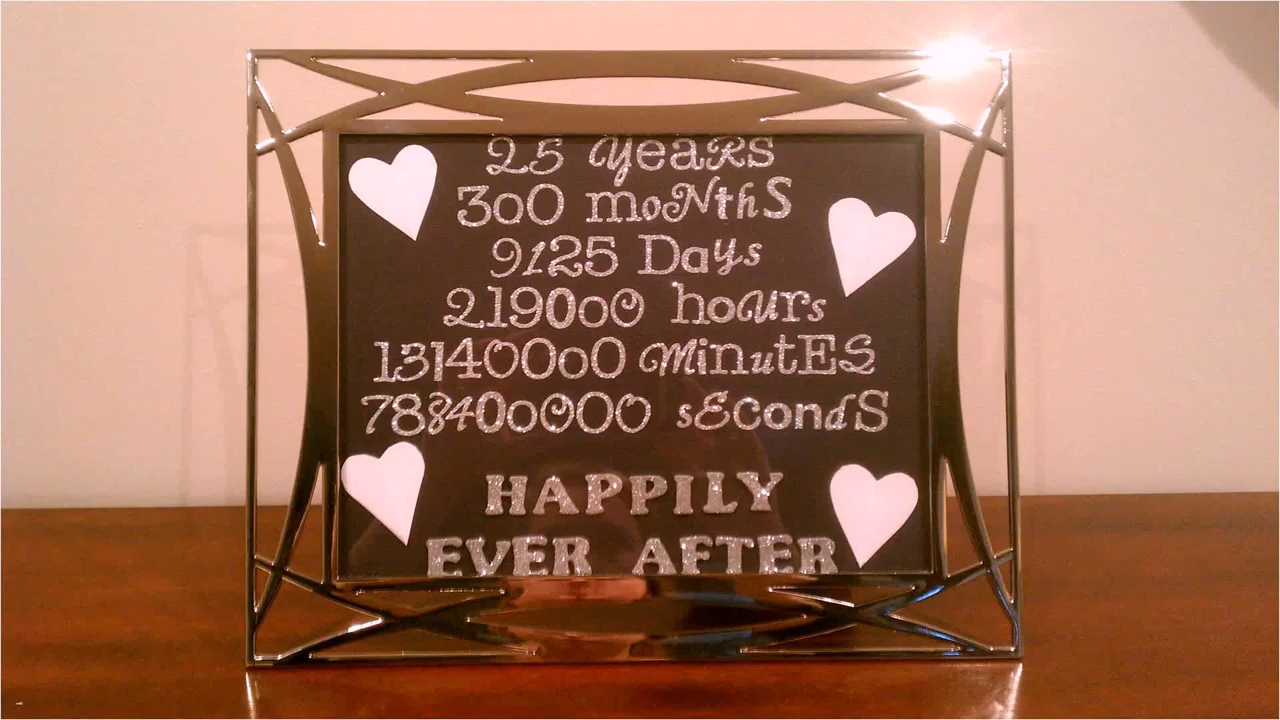 25 YeaRS
300 moNthS
9125 Days
219000 hours
13140000 MinutES
788400000 sEcondS
HAPPILY
EVER AFTER